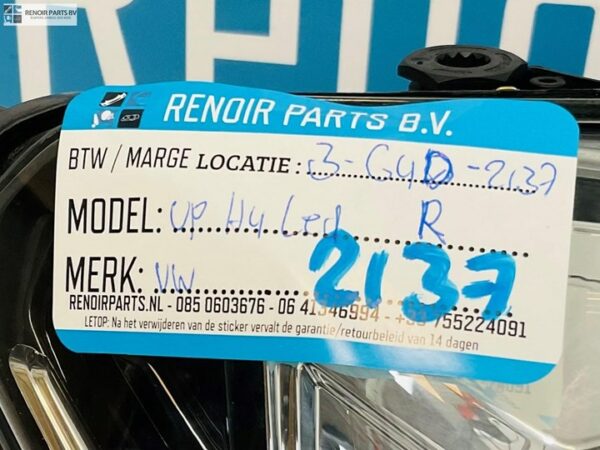 RENOIR PARTS BV
RENOIR PARTS B.V.
BTW / MARGE LOCATIE: 3-G4D-2137
MODEL: UP H4 Led R
MERK: VW 2137
RENOIRPARTS.NL - 085 0603676 - 06 41346994 - 755224091
LETOP: Na het verwijderen van de sticker vervalt de garantie/retourbeleid van 14 dagen